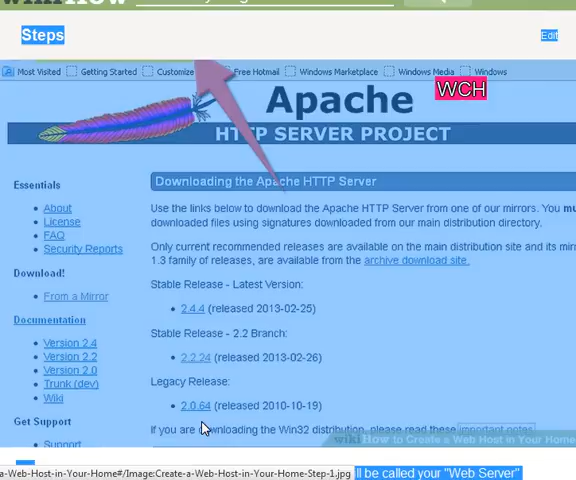 Steps
Edit
Most Visited Getting Started Customize Free Hotmail Windows Marketplace Windows Media Windows
WCH
Apache
HTTP SERVER PROJECT
Essentials
About
License
FAQ
Security Reports
Download!
From a Mirror
Documentation
Version 2.4
Version 2.2
Version 2.0
Trunk (dev)
Wiki
Get Support
Support
Downloading the Apache HTTP Server
Use the links below to download the Apache HTTP Server from one of our mirrors. You
downloaded files using signatures downloaded from our main distribution directory.
Only current recommended releases are available on the main distribution site and its
1.3 family of releases, are available from the archive download site.
Stable Release - Latest Version:
2.4.4 (released 2013-02-25)
Stable Release - 2.2 Branch:
2.2.24 (released 2013-02-26)
Legacy Release:
2.0.64 (released 2010-10-19)
If you are downloading the Win32 distribution, please read these important notes
wikiHow to Create a Web Host in Your Home
a-Web-Host-in-Your-Home#/Image:Create-a-Web-Host-in-Your-Home-Step-1.jpg
ll be called your "Web Server"